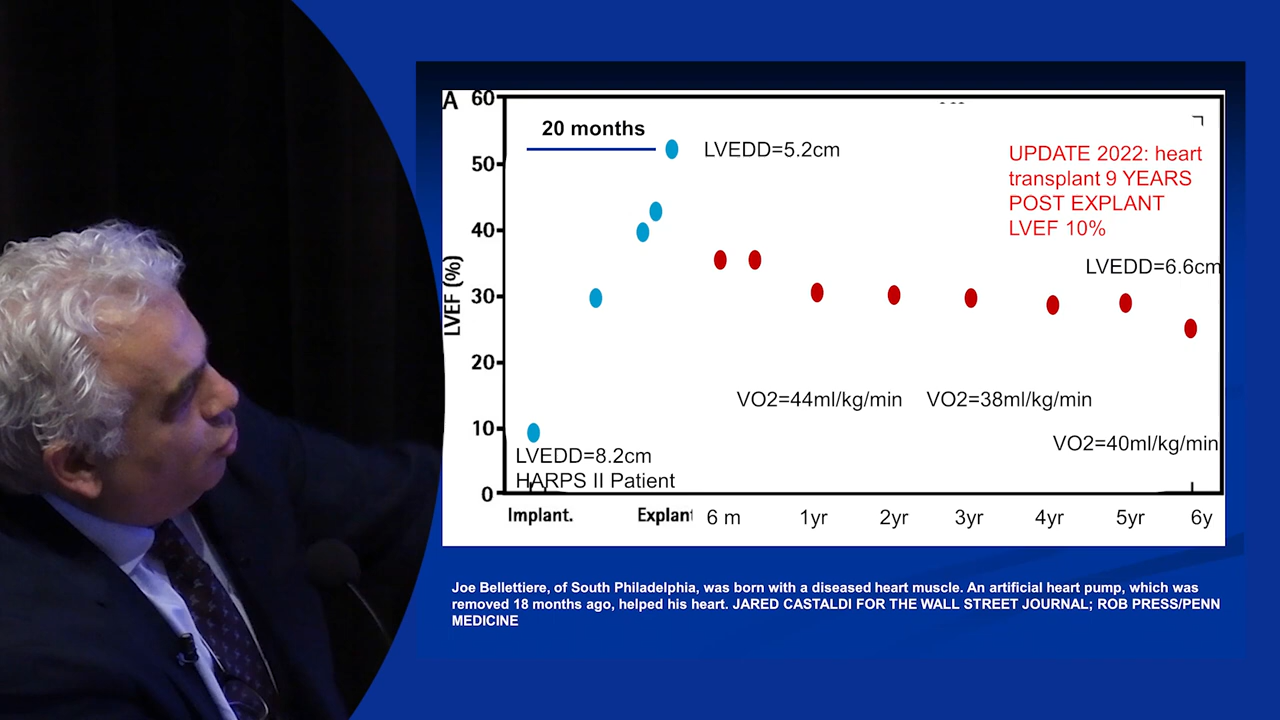 A
60
20 months
50
LVEDD=5.2cm
UPDATE 2022: heart
transplant 9 YEARS
POST EXPLANT
LVEF 10%
40
LVEDD=6.6cm
LVEF (%)
30
20
VO2=44ml/kg/min
VO2=38ml/kg/min
10
VO2=40ml/kg/min
LVEDD=8.2cm
HARPS II Patient
0
Implant.
Explant
6 m
1yr
2yr
3yr
4yr
5yr
6y
Joe Bellettiere, of South Philadelphia, was born with a diseased heart muscle. An artificial heart pump, which was
removed 18 months ago, helped his heart. JARED CASTALDI FOR THE WALL STREET JOURNAL; ROB PRESS/PENN
MEDICINE